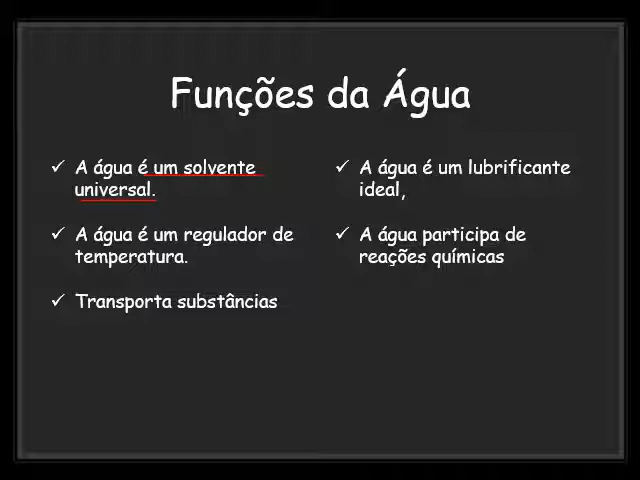 Funções da Água
✓ A água é um solvente
universal.
✓ A água é um regulador de
temperatura.
✓ Transporta substâncias
✓ A água é um lubrificante
ideal,
✓ A água participa de
reações químicas